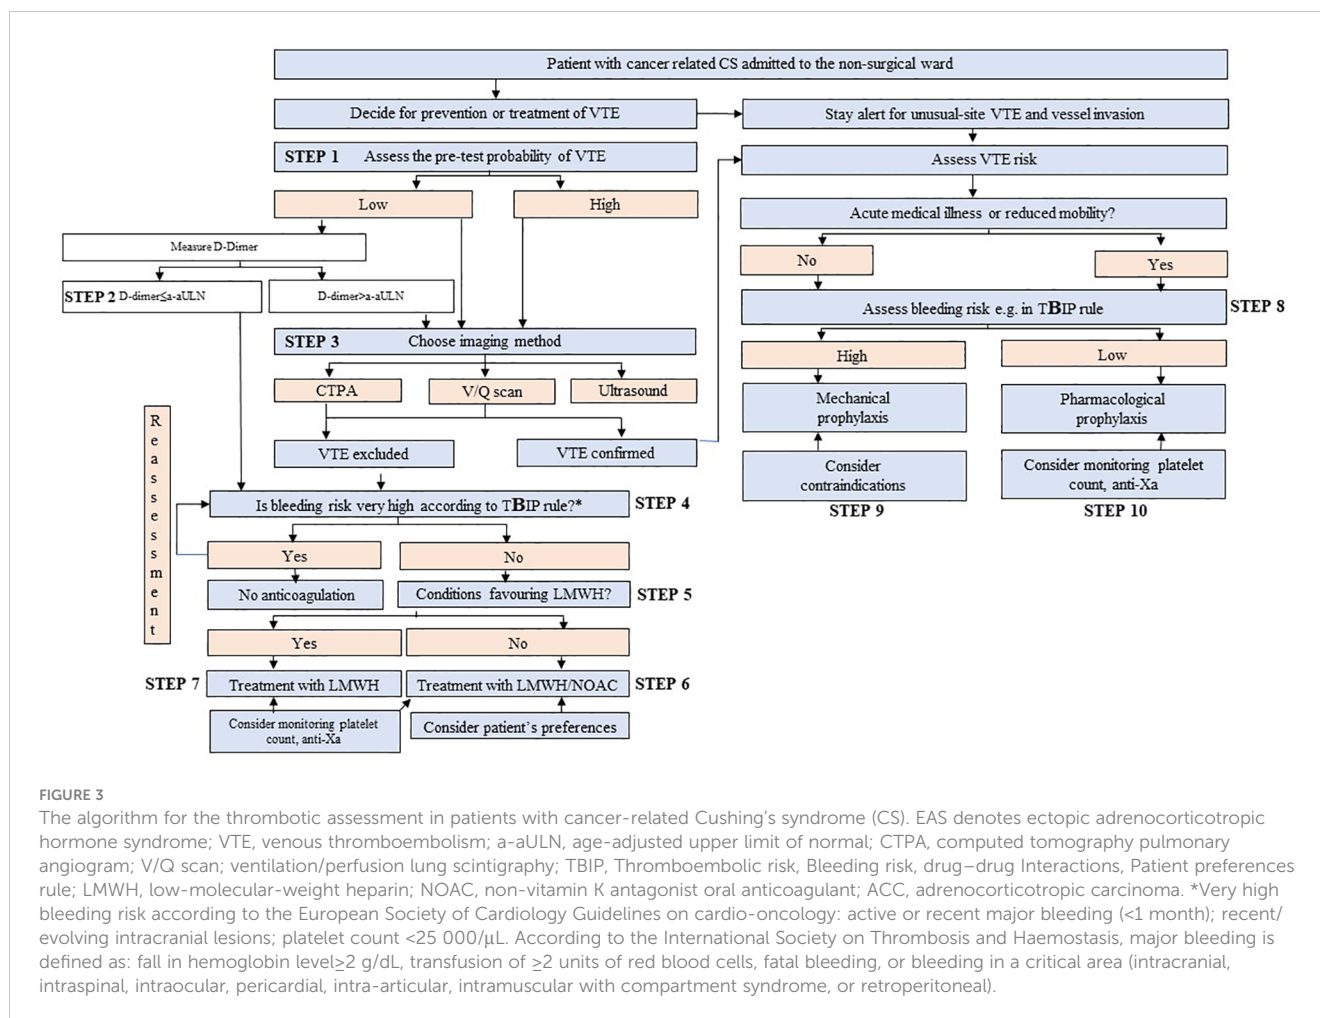 Patient with cancer related CS admitted to the non-surgical ward
Decide for prevention or treatment of VTE
Stay alert for unusual-site VTE and vessel invasion
STEP 1 Assess the pre-test probability of VTE
Assess VTE risk
Low
High
Acute medical illness or reduced mobility?
Measure D-Dimer
No
Yes
STEP 2 D-dimer≤a-aULN
D-dimer>a-aULN
Assess bleeding risk e.g. in TBIP rule
STEP 8
STEP 3 Choose imaging method
High
Low
CTPA
V/Q scan
Ultrasound
Mechanical
prophylaxis
Pharmacological
prophylaxis
VTE excluded
VTE confirmed
Consider
contraindications
Consider monitoring platelet
count, anti-Xa
STEP 9
STEP 10
Reassessment
Is bleeding risk very high according to TBIP rule?*
STEP 4
Yes
No
No anticoagulation
Conditions favouring LMWH?
STEP 5
Yes
No
STEP 7
Treatment with LMWH
Treatment with LMWH/NOAC
STEP 6
Consider monitoring platelet
count, anti-Xa
Consider patient's preferences
FIGURE 3
The algorithm for the thrombotic assessment in patients with cancer-related Cushing's syndrome (CS). EAS denotes ectopic adrenocorticotropic
hormone syndrome; VTE, venous thromboembolism; a-aULN, age-adjusted upper limit of normal; CTPA, computed tomography pulmonary
angiogram; V/Q scan; ventilation/perfusion lung scintigraphy; TBIP, Thromboembolic risk, Bleeding risk, drug–drug Interactions, Patient preferences
rule; LMWH, low-molecular-weight heparin; NOAC, non-vitamin K antagonist oral anticoagulant; ACC, adrenocorticotropic carcinoma. *Very high
bleeding risk according to the European Society of Cardiology Guidelines on cardio-oncology: active or recent major bleeding (<1 month); recent/
evolving intracranial lesions; platelet count <25 000/μL. According to the International Society on Thrombosis and Haemostasis, major bleeding is
defined as: fall in hemoglobin level≥2 g/dL, transfusion of ≥2 units of red blood cells, fatal bleeding, or bleeding in a critical area (intracranial,
intraspinal, intraocular, pericardial, intra-articular, intramuscular with compartment syndrome, or retroperitoneal).